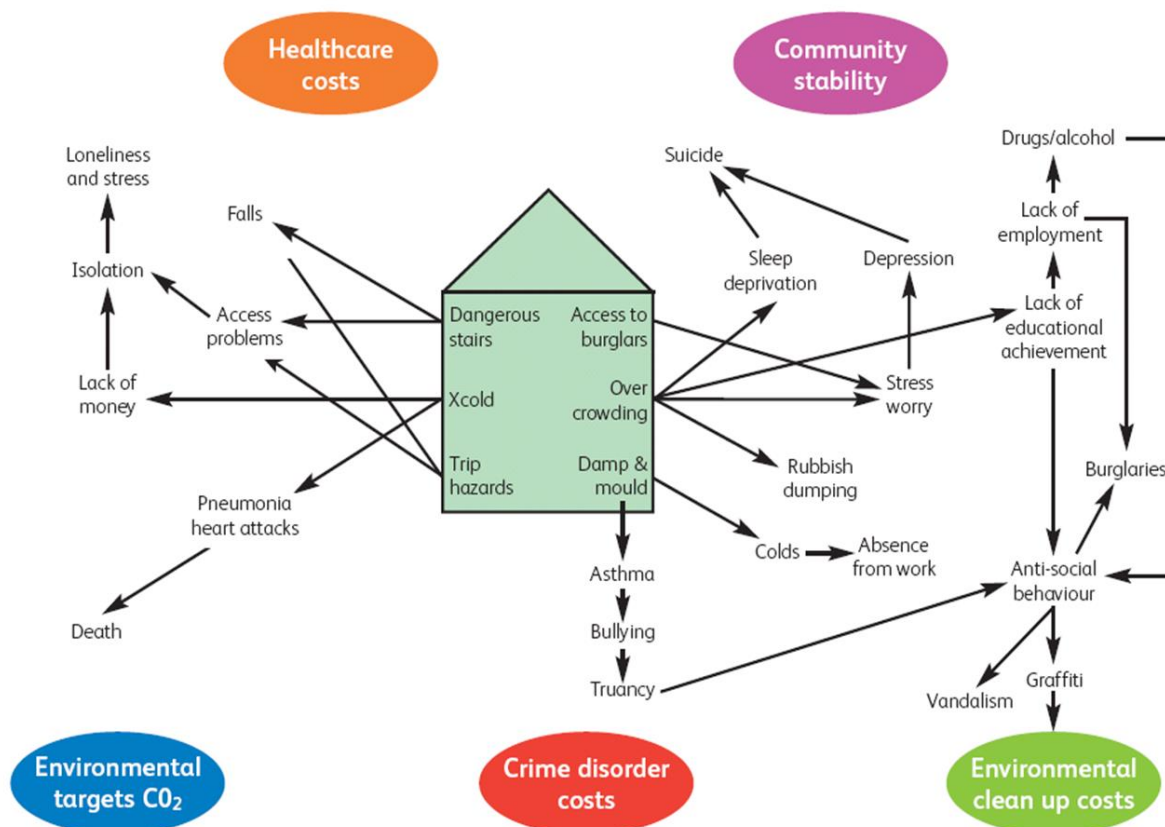 Healthcare
costs
Community
stability
Loneliness
and stress
Falls
Isolation
Access
problems
Lack of
money
Pneumonia
heart attacks
Death
Dangerous
stairs
Xcold
Trip
hazards
Access to
burglars
Over
crowding
Damp &
mould
Suicide
Sleep
deprivation
Depression
Stress
worry
Rubbish
dumping
Colds
Absence
from work
Asthma
Bullying
Truancy
Drugs/alcohol
Lack of
employment
Lack of
educational
achievement
Burglaries
Anti-social
behaviour
Vandalism
Graffiti
Environmental
targets C0₂
Crime disorder
costs
Environmental
clean up costs